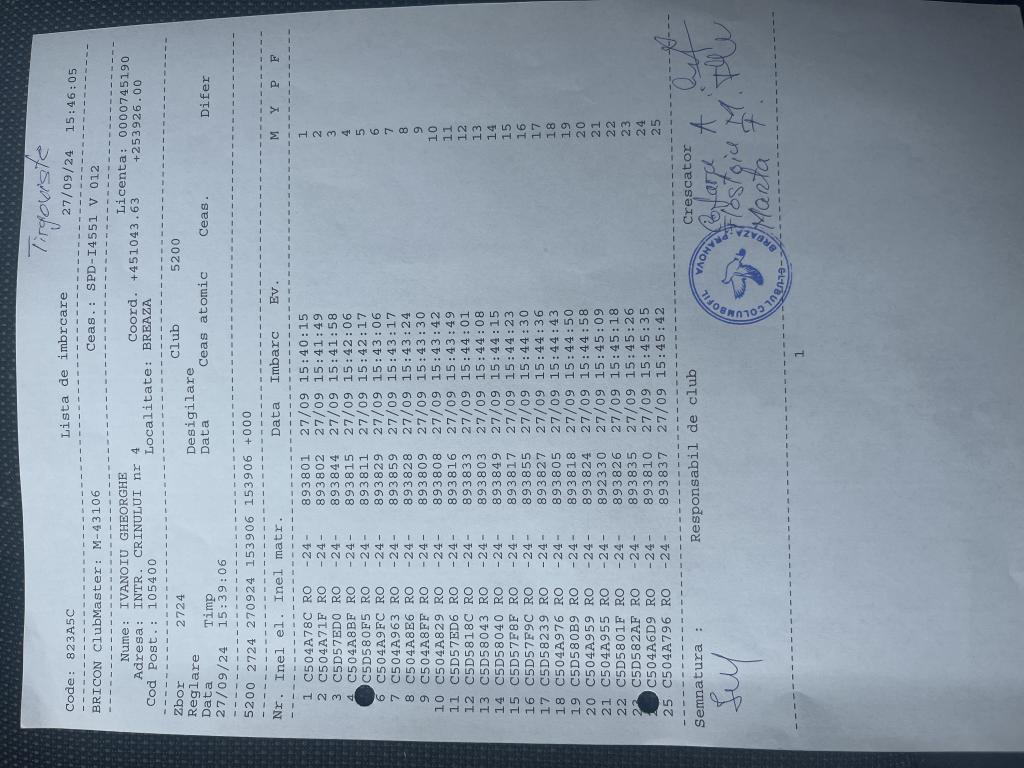 Tirgoviste
Code: 823A5C Lista de imbrcare 27/09/24 15:46:05
BRICON ClubMaster: M-43106 Ceas.: SPD-I4551 V 012
Nume: IVANOIU GHEORGHE Licenta: 0000745190
Adresa: INTR. CRINULUI nr 4 Coord. +451043.63 +253926.00
Cod Post.: 105400 Localitate: BREAZA
Zbor 2724 Club 5200
Reglare Desigilare
Data Timp Data Ceas atomic Ceas. Difer
27/09/24 15:39:06
5200 2724 270924 153906 153906 +000
Nr. Inel el. Inel matr. Data Imbarc Ev. M Y P F
1 C504A78C RO -24- 893801 27/09 15:40:15 1
2 C504A71F RO -24- 893802 27/09 15:41:49 2
3 C5D57ED0 RO -24- 893844 27/09 15:41:58 3
4 C504A8BF RO -24- 893815 27/09 15:42:06 4
C5D580F5 RO -24- 893811 27/09 15:42:17 5
6 C504A9FC RO -24- 893829 27/09 15:43:06 6
7 C504A963 RO -24- 893859 27/09 15:43:17 7
8 C504A8E6 RO -24- 893828 27/09 15:43:24 8
9 C504A8FF RO -24- 893809 27/09 15:43:30 9
10 C504A829 RO -24- 893808 27/09 15:43:42 10
11 C5D57ED6 RO -24- 893816 27/09 15:43:49 11
12 C5D5818C RO -24- 893833 27/09 15:44:01 12
13 C5D58043 RO -24- 893803 27/09 15:44:08 13
14 C5D58040 RO -24- 893849 27/09 15:44:15 14
15 C5D57F8F RO -24- 893817 27/09 15:44:23 15
16 C5D57F9C RO -24- 893855 27/09 15:44:30 16
17 C5D58239 RO -24- 893827 27/09 15:44:36 17
18 C504A976 RO -24- 893805 27/09 15:44:43 18
19 C5D580B9 RO -24- 893818 27/09 15:44:50 19
20 C504A959 RO -24- 893824 27/09 15:44:58 20
21 C504A955 RO -24- 892330 27/09 15:45:09 21
22 C5D5801F RO -24- 893826 27/09 15:45:18 22
23 C5D582AF RO -24- 893835 27/09 15:45:26 23
C504A6D9 RO -24- 893810 27/09 15:45:35 24
25 C504A796 RO -24- 893837 27/09 15:45:42 25
Semnatura : Responsabil de club Crescator
CLUBUL COLUMBOFIL
BREAZA-PRAHOVA
1